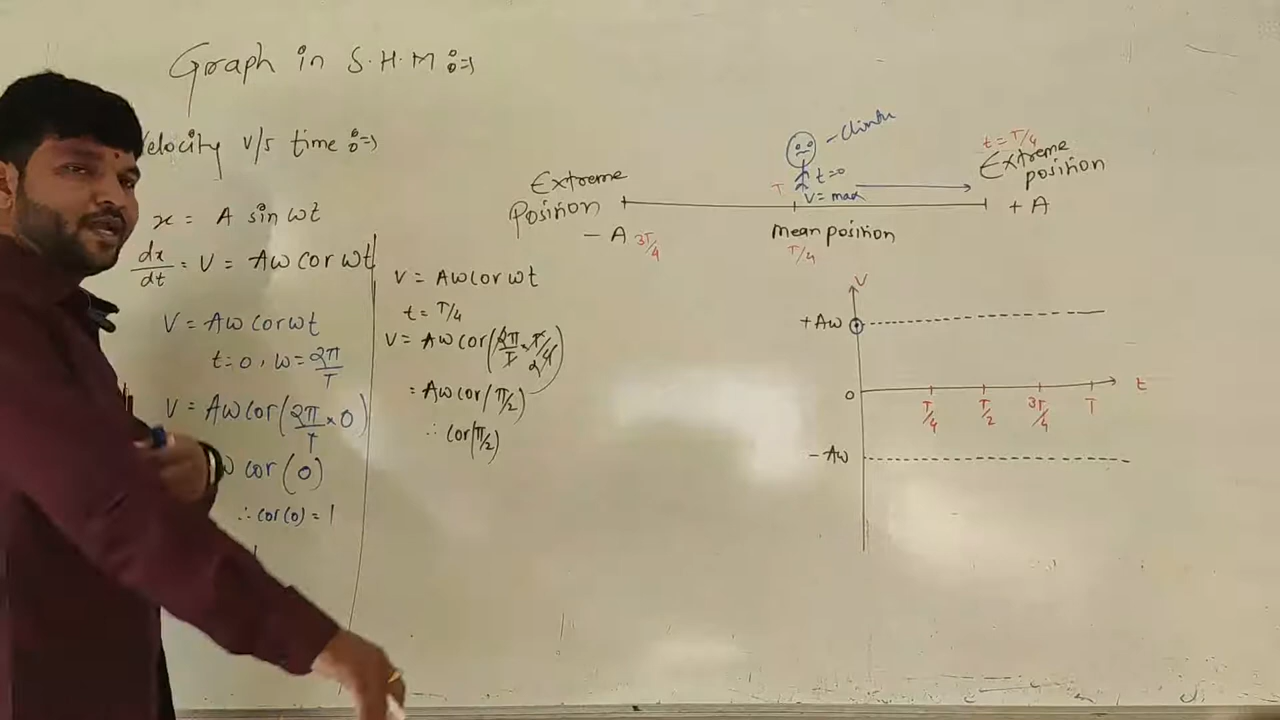 Graph in S.H.M :=>
Velocity v/s time :=>
x = A sin ωt
dx/dt = V = Aω cos ωt
V = Aω cos ωt
t=0, ω = 2π/T
V = Aω cos(2π/T × 0)
ω cos(0)
∴ cos(0) = 1
V = Aω cos ωt
t = T/4
V = Aω cos(2π/T × T/4 2)
= Aω cos(π/2)
∴ cos(π/2)
t = T/4
Extreme
position
+ A
t=0
V = max
T
Extreme
Position
- A 3T/4
mean position
T/4
V
+Aω
0
t
T/4 T/2 3T/4 T
- Aω